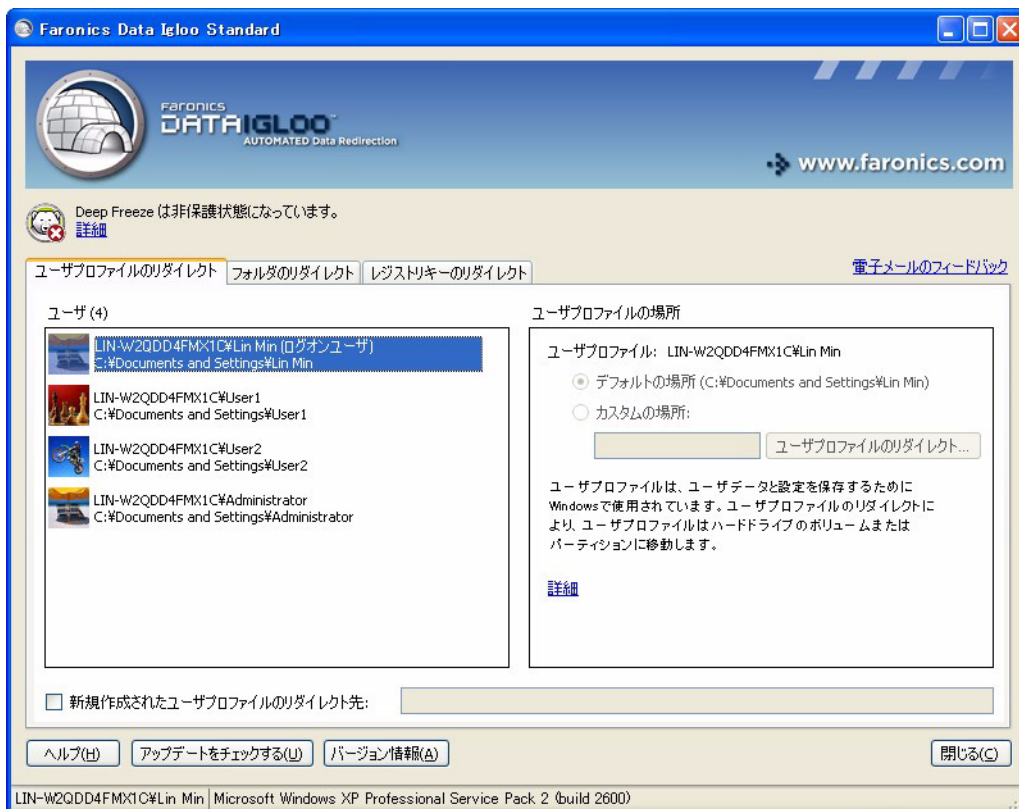 Faronics Data Igloo Standard
Faronics
DATAIGLOO™
AUTOMATED Data Redirection
www.faronics.com
Deep Freeze は非保護状態になっています。
詳細
ユーザプロファイルのリダイレクト
フォルダのリダイレクト
レジストリキーのリダイレクト
電子メールのフィードバック
ユーザ (4)
LIN-W2QDD4FMX1C¥Lin Min (ログオンユーザ)
C:¥Documents and Settings¥Lin Min
LIN-W2QDD4FMX1C¥User1
C:¥Documents and Settings¥User1
LIN-W2QDD4FMX1C¥User2
C:¥Documents and Settings¥User2
LIN-W2QDD4FMX1C¥Administrator
C:¥Documents and Settings¥Administrator
ユーザプロファイルの場所
ユーザプロファイル: LIN-W2QDD4FMX1C¥Lin Min
デフォルトの場所 (C:¥Documents and Settings¥Lin Min)
カスタムの場所:
ユーザプロファイルのリダイレクト...
ユーザプロファイルは、ユーザデータと設定を保存するために
Windowsで使用されています。ユーザプロファイルのリダイレクトに
より、ユーザプロファイルはハードドライブのボリュームまたは
パーティションに移動します。
詳細
新規作成されたユーザプロファイルのリダイレクト先:
ヘルプ(H)
アップデートをチェックする(U)
バージョン情報(A)
閉じる(C)
LIN-W2QDD4FMX1C¥Lin Min
Microsoft Windows XP Professional Service Pack 2 (build 2600)